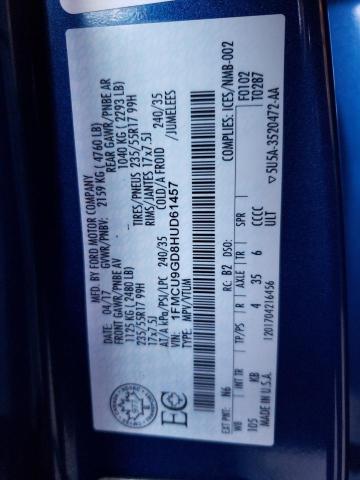 MFD. BY FORD MOTOR COMPANY
04/17 GVWR/PNBV: 2159 KG ( 4760 LB)
FRONT GAWR/PNBE AV REAR GAWR/PNBE AR
1125 KG (2480 LB) 1040 KG (2293 LB)
235/55R17 99H TIRES/PNEUS 235/55R17 99H
17x7.5J RIMS/JANTES 17x7.5J
AT/A kPa/PSI/LPC 240/35 COLD/A FROID 240/35
1FMCU9GD8HUD61457 /JUMELEES
TYPE: MPV/VTUM
EC COMPLIES: ICES/NMB-002
F0102
T0287
EXT PNT: N6 RC: B2 DSO:
WB INT TR TP/PS R AXLE TR SPR
105 KB 4 35 6 CCCC
ULT ▽5U5A-3520472-AA
1201704216456
MADE IN U.S.A.